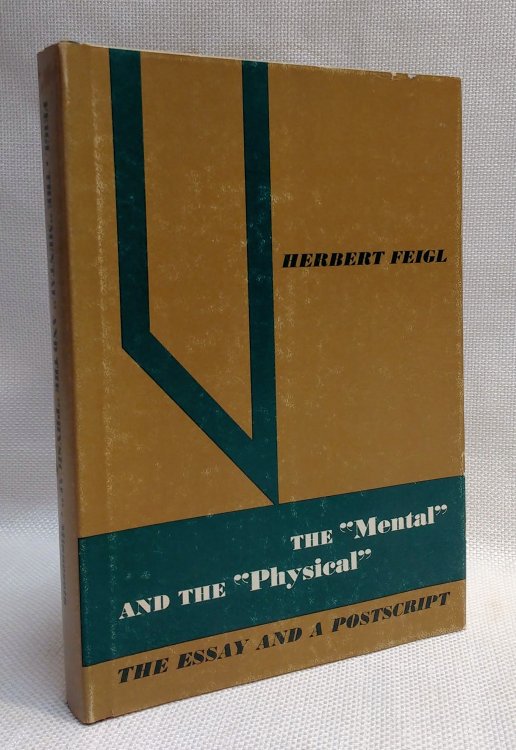 HERBERT FEIGL
THE “Mental”
AND THE “Physical”
THE ESSAY AND A POSTSCRIPT